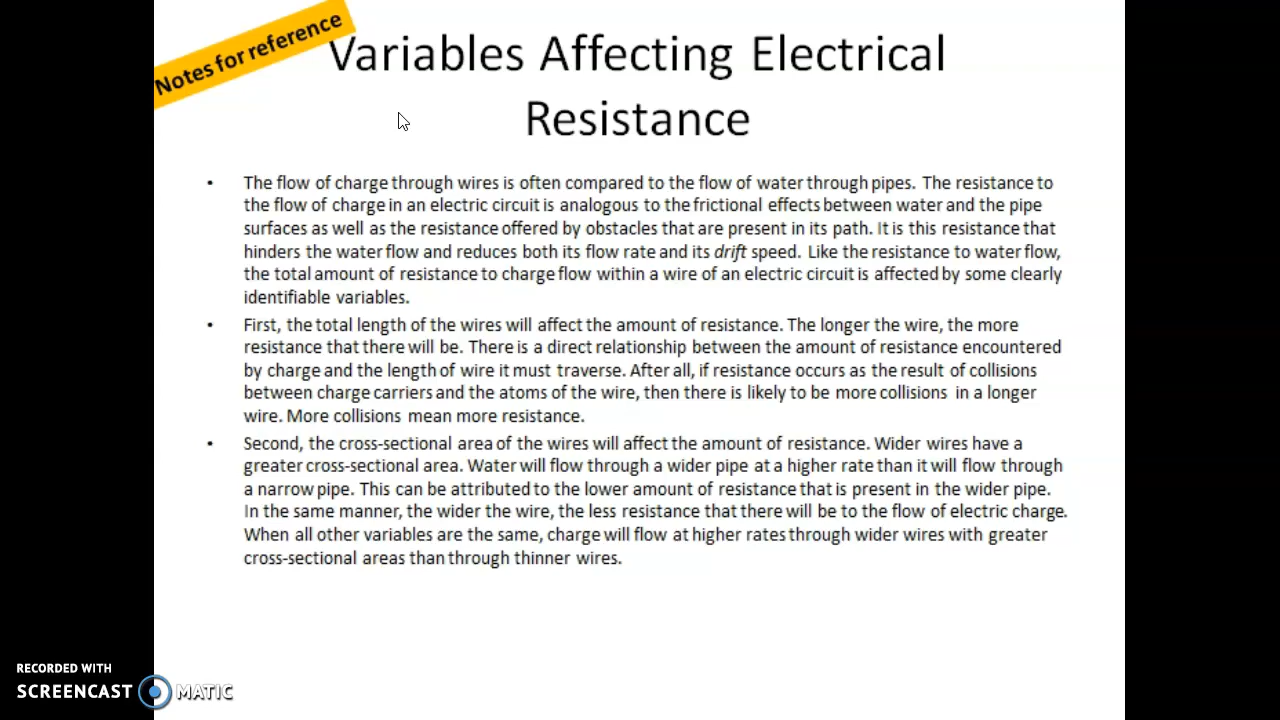 Notes for reference
Variables Affecting Electrical
Resistance
• The flow of charge through wires is often compared to the flow of water through pipes. The resistance to
the flow of charge in an electric circuit is analogous to the frictional effects between water and the pipe
surfaces as well as the resistance offered by obstacles that are present in its path. It is this resistance that
hinders the water flow and reduces both its flow rate and its drift speed. Like the resistance to water flow,
the total amount of resistance to charge flow within a wire of an electric circuit is affected by some clearly
identifiable variables.
• First, the total length of the wires will affect the amount of resistance. The longer the wire, the more
resistance that there will be. There is a direct relationship between the amount of resistance encountered
by charge and the length of wire it must traverse. After all, if resistance occurs as the result of collisions
between charge carriers and the atoms of the wire, then there is likely to be more collisions in a longer
wire. More collisions mean more resistance.
• Second, the cross-sectional area of the wires will affect the amount of resistance. Wider wires have a
greater cross-sectional area. Water will flow through a wider pipe at a higher rate than it will flow through
a narrow pipe. This can be attributed to the lower amount of resistance that is present in the wider pipe.
In the same manner, the wider the wire, the less resistance that there will be to the flow of electric charge.
When all other variables are the same, charge will flow at higher rates through wider wires with greater
cross-sectional areas than through thinner wires.
RECORDED WITH
SCREENCAST MATIC